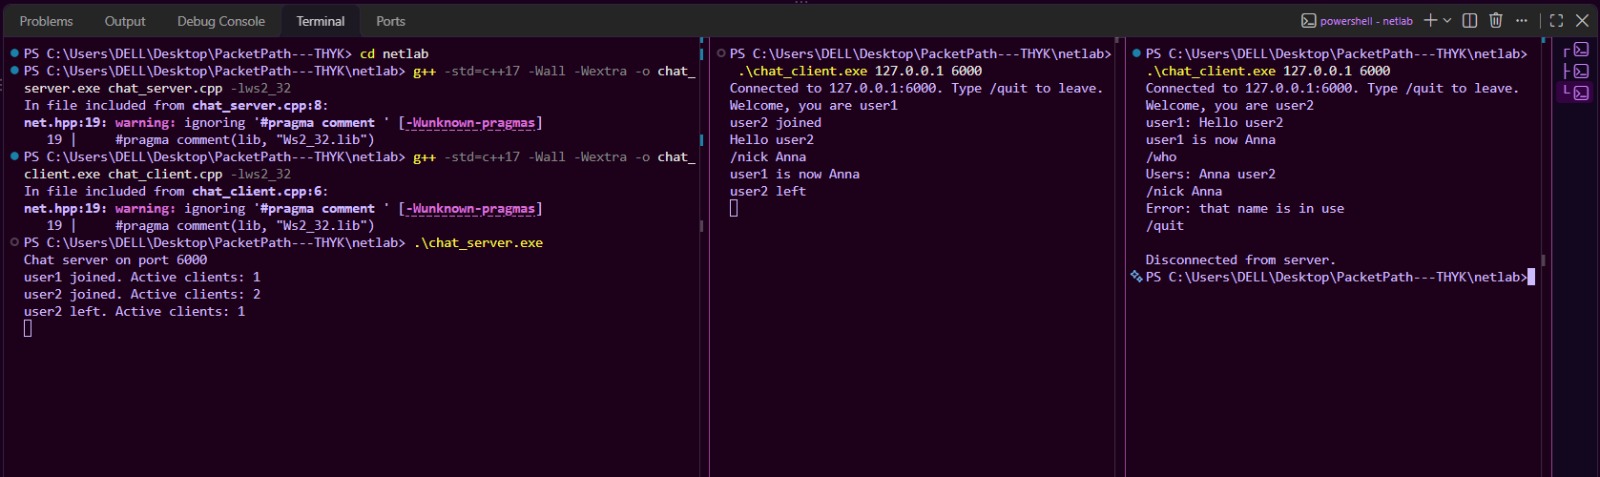 Problems Output Debug Console Terminal Ports powershell - netlab
PS C:\Users\DELL\Desktop\PacketPath---THYK> cd netlab
PS C:\Users\DELL\Desktop\PacketPath---THYK\netlab> g++ -std=c++17 -Wall -Wextra -o chat_
server.exe chat_server.cpp -lws2_32
In file included from chat_server.cpp:8:
net.hpp:19: warning: ignoring '#pragma comment ' [-Wunknown-pragmas]
19 | #pragma comment(lib, "Ws2_32.lib")
PS C:\Users\DELL\Desktop\PacketPath---THYK\netlab> g++ -std=c++17 -Wall -Wextra -o chat_
client.exe chat_client.cpp -lws2_32
In file included from chat_client.cpp:6:
net.hpp:19: warning: ignoring '#pragma comment ' [-Wunknown-pragmas]
19 | #pragma comment(lib, "Ws2_32.lib")
PS C:\Users\DELL\Desktop\PacketPath---THYK\netlab> .\chat_server.exe
Chat server on port 6000
user1 joined. Active clients: 1
user2 joined. Active clients: 2
user2 left. Active clients: 1
PS C:\Users\DELL\Desktop\PacketPath---THYK\netlab>
.\chat_client.exe 127.0.0.1 6000
Connected to 127.0.0.1:6000. Type /quit to leave.
Welcome, you are user1
user2 joined
Hello user2
/nick Anna
user1 is now Anna
user2 left
PS C:\Users\DELL\Desktop\PacketPath---THYK\netlab>
.\chat_client.exe 127.0.0.1 6000
Connected to 127.0.0.1:6000. Type /quit to leave.
Welcome, you are user2
user1: Hello user2
user1 is now Anna
/who
Users: Anna user2
/nick Anna
Error: that name is in use
/quit
Disconnected from server.
PS C:\Users\DELL\Desktop\PacketPath---THYK\netlab>